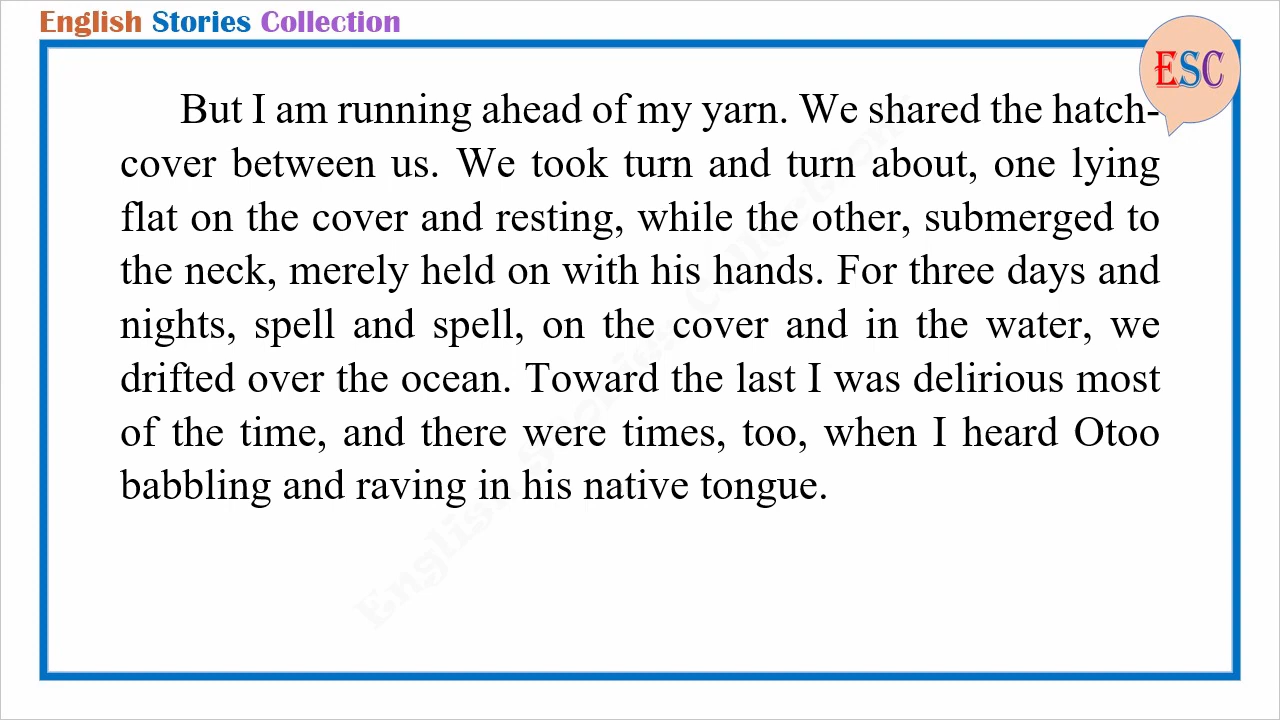 English Stories Collection
ESC
But I am running ahead of my yarn. We shared the hatch-
cover between us. We took turn and turn about, one lying
flat on the cover and resting, while the other, submerged to
the neck, merely held on with his hands. For three days and
nights, spell and spell, on the cover and in the water, we
drifted over the ocean. Toward the last I was delirious most
of the time, and there were times, too, when I heard Otoo
babbling and raving in his native tongue.
English Stories Collection